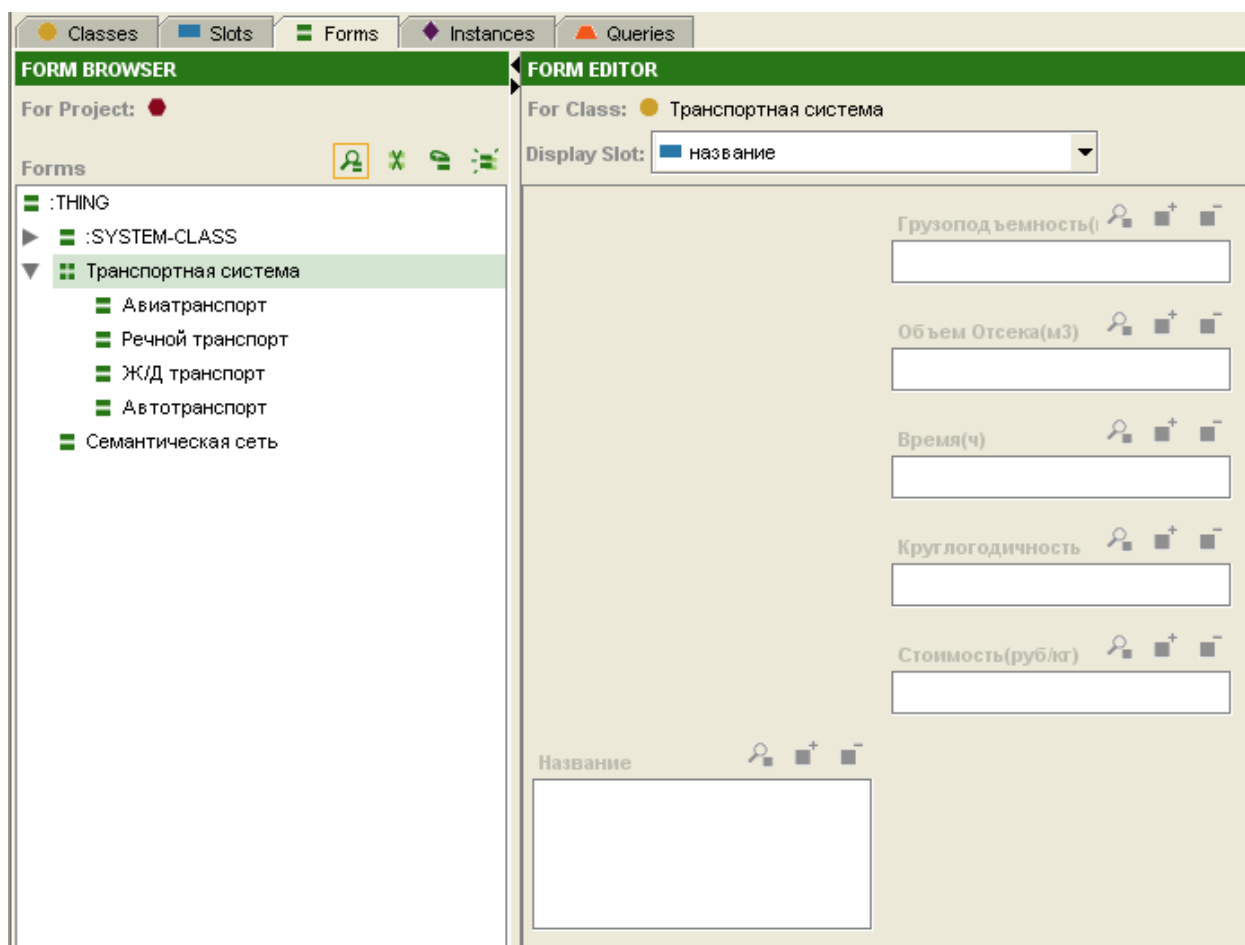 Classes Slots Forms Instances Queries
FORM BROWSER
For Project:
Forms
:THING
:SYSTEM-CLASS
Транспортная система
Авиатранспорт
Речной транспорт
Ж/Д транспорт
Автотранспорт
Семантическая сеть
FORM EDITOR
For Class: Транспортная система
Display Slot: название
Грузоподъемность(
Объем Отсека(м3)
Время(ч)
Круглогодичность
Стоимость(руб/кг)
Название